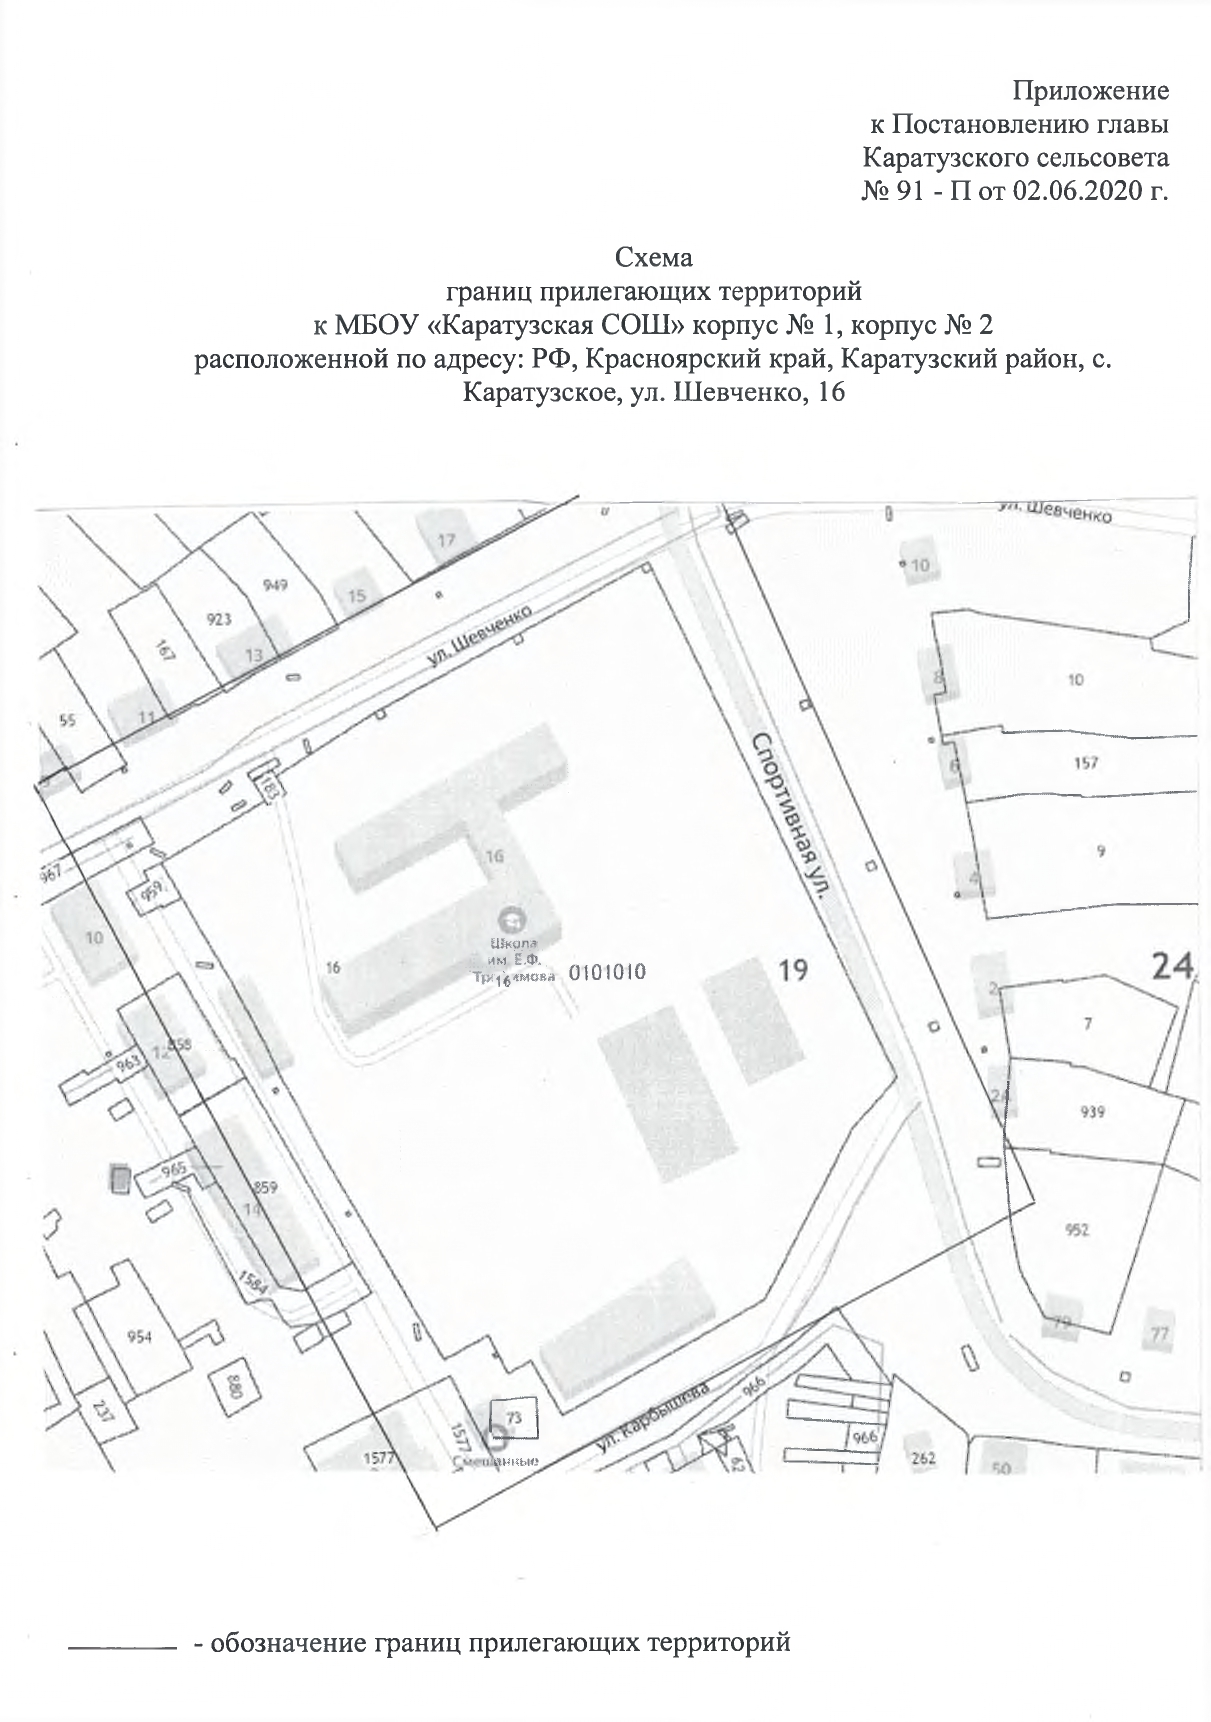 Приложение
к Постановлению главы
Каратузского сельсовета
№ 91 - П от 02.06.2020 г.
Схема
границ прилегающих территорий
к МБОУ «Каратузская СОШ» корпус № 1, корпус № 2
расположенной по адресу: РФ, Красноярский край, Каратузский район, с.
Каратузское, ул. Шевченко, 16
ул. Шевченко
17
10
949
15
923
ул. Шевченко
167
13
8
10
11
55
Спортивная ул.
6
157
183
9
16
967
4
959
10
Школа
им. Е.Ф.
16
16
0101010
19
24
2
7
12
858
963
2А
939
965
859
14
952
1584
79
77
954
880
ул. Карбышева
966
237
73
1577
1577
Смешанные
966
262
62
50
- обозначение границ прилегающих территорий